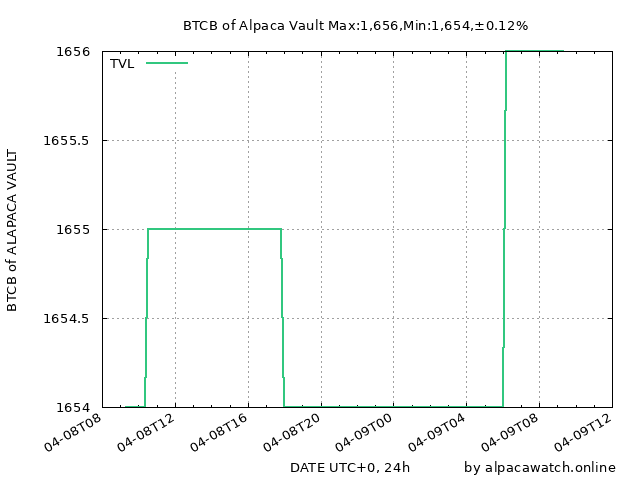 BTCB of Alpaca Vault Max:1,656,Min:1,654,±0.12%
TVL
1656
1655.5
1655
1654.5
1654
BTCB of ALAPACA VAULT
04-08T08
04-08T12
04-08T16
04-08T20
04-09T00
04-09T04
04-09T08
04-09T12
DATE UTC+0, 24h
by alpacawatch.online